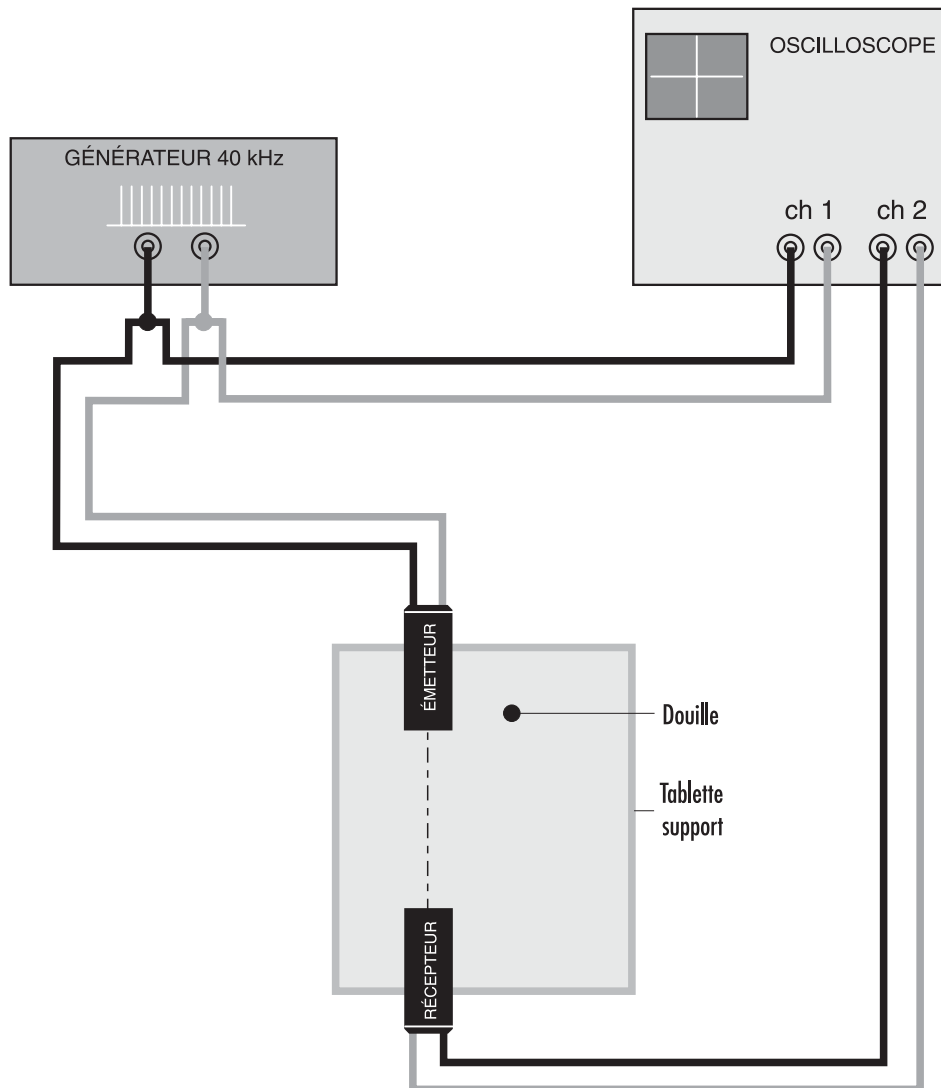 OSCILLOSCOPE
GÉNÉRATEUR 40 kHz
ch 1
ch 2
ÉMETTEUR
Douille
Tablette
support
RÉCEPTEUR